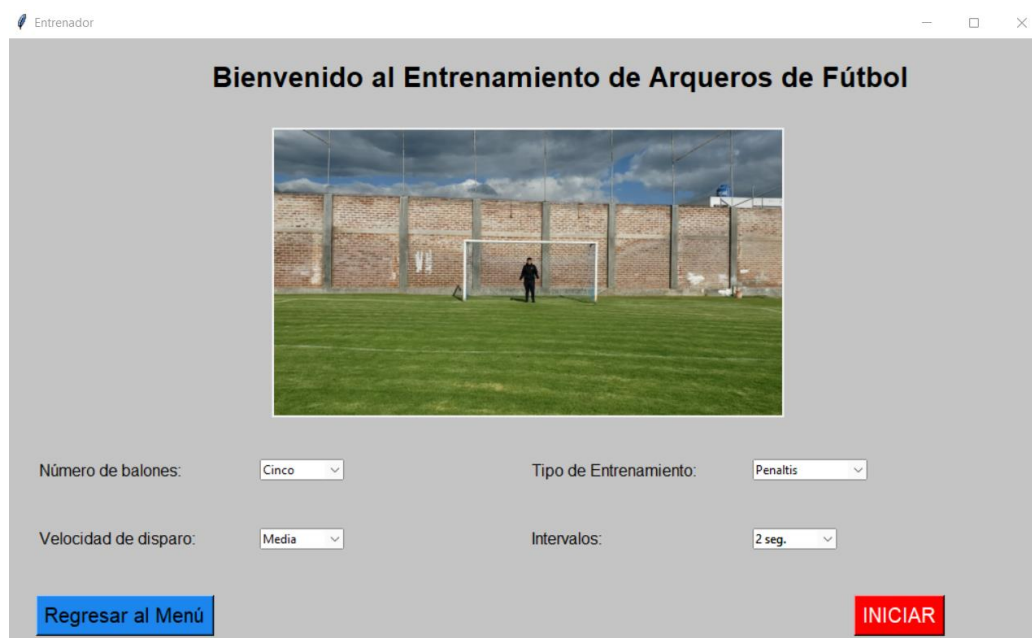 Entrenador
Bienvenido al Entrenamiento de Arqueros de Fútbol
Número de balones:
Cinco
Tipo de Entrenamiento:
Penaltis
Velocidad de disparo:
Media
Intervalos:
2 seg.
Regresar al Menú
INICIAR